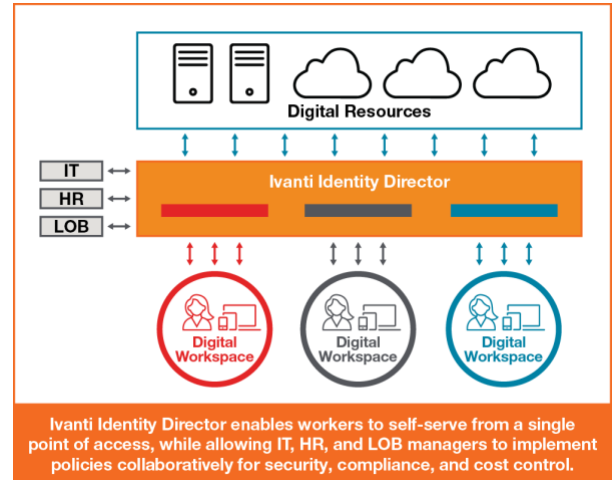 Digital Resources
Ivanti Identity Director
IT
HR
LOB
Digital
Workspace
Digital
Workspace
Digital
Workspace
Ivanti Identity Director enables workers to self-serve from a single
point of access, while allowing IT, HR, and LOB managers to implement
policies collaboratively for security, compliance, and cost control.